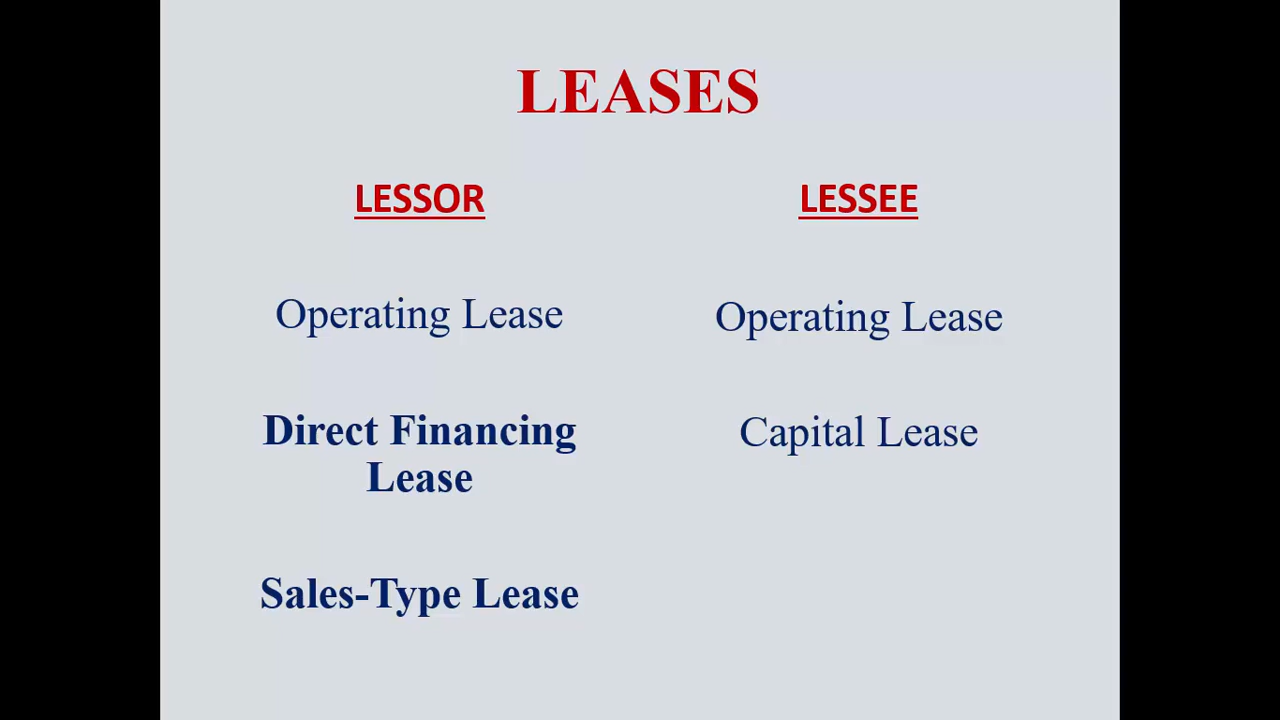 LEASES
LESSOR
Operating Lease
Direct Financing
Lease
Sales-Type Lease
LESSEE
Operating Lease
Capital Lease